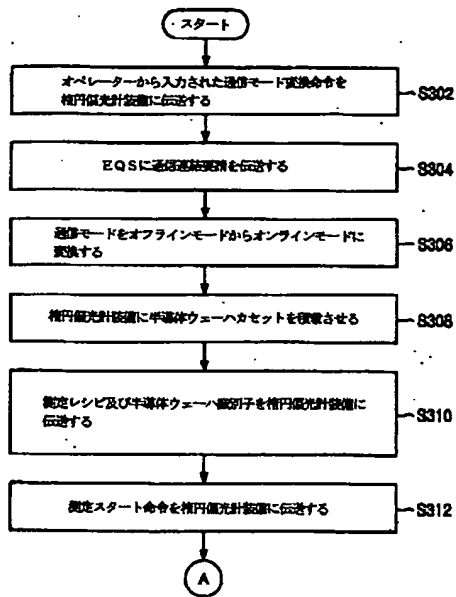 スタート
オペレーターから入力された通信モード変換命令を
楕円偏光計装備に伝送する
S302
EQSに通信連結要請を伝送する
S304
通信モードをオフラインモードからオンラインモードに
変換する
S306
楕円偏光計装備に半導体ウェーハカセットを積載させる
S308
測定レシピ及び半導体ウェーハ識別子を楕円偏光計装備に
伝送する
S310
測定スタート命令を楕円偏光計装備に伝送する
S312
A